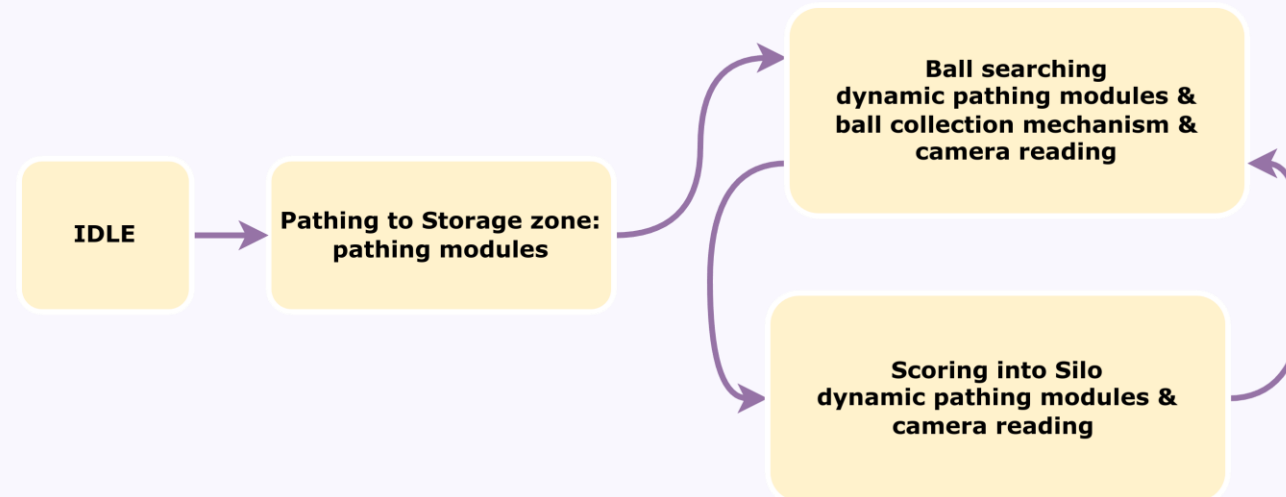 IDLE
Pathing to Storage zone:
pathing modules
Ball searching
dynamic pathing modules &
ball collection mechanism &
camera reading
Scoring into Silo
dynamic pathing modules &
camera reading